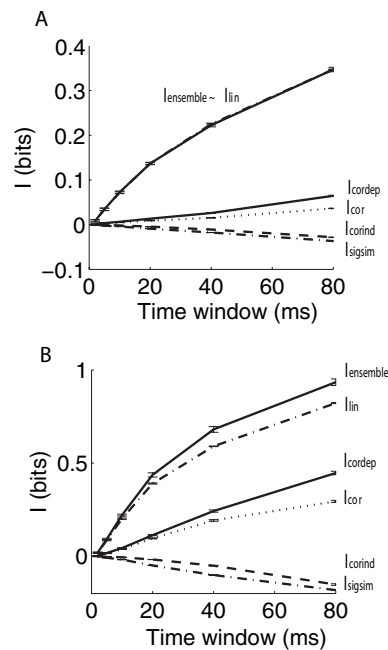 A
0.4
0.3
0.2
0.1
0
−0.1
I (bits)
Iensemble ~ Ilin
Icordep
Icor
Icorind
Isigsim
0 20 40 60 80
Time window (ms)
B
1
0.5
0
I (bits)
Iensemble
Ilin
Icordep
Icor
Icorind
Isigsim
0 20 40 60 80
Time window (ms)